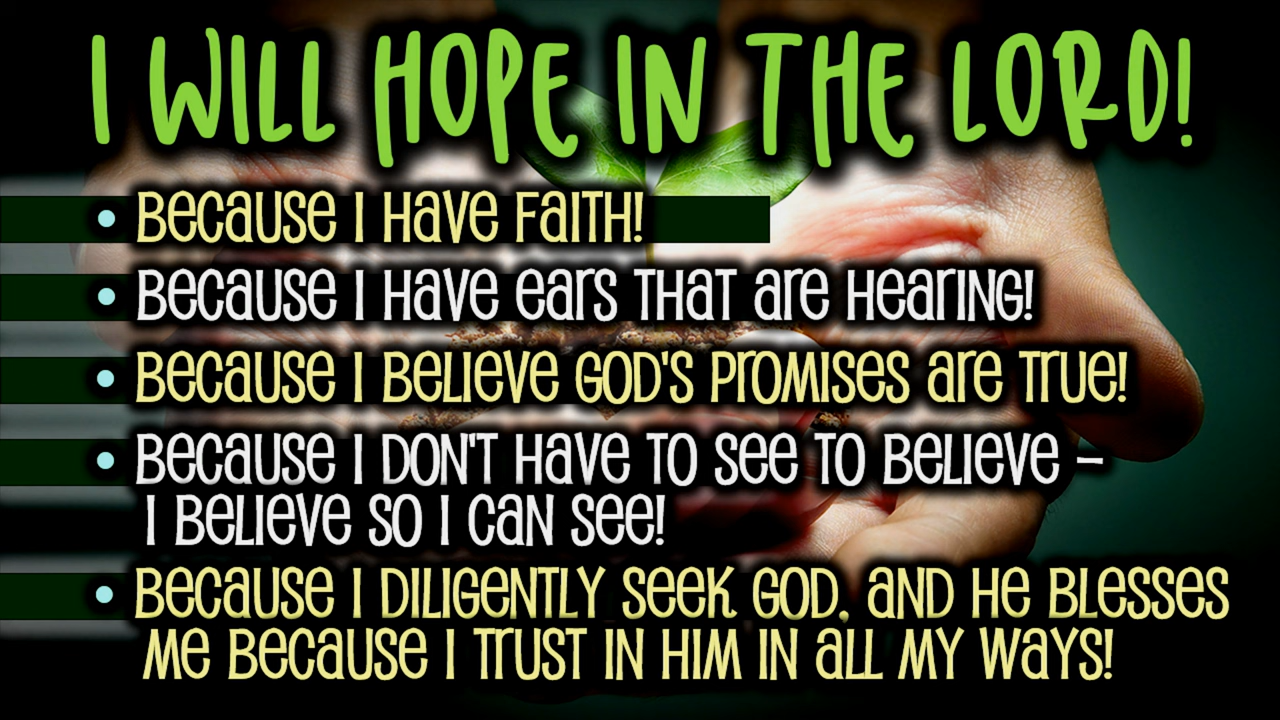 I WILL HOPE IN THE LORD!
• BECAUSE I HAVE FAITH!
• BECAUSE I HAVE EARS THAT ARE HEARING!
• BECAUSE I BELIEVE GOD'S PROMISES ARE TRUE!
• BECAUSE I DON'T HAVE TO SEE TO BELIEVE –
I BELIEVE SO I CAN SEE!
• BECAUSE I DILIGENTLY SEEK GOD, AND HE BLESSES
ME BECAUSE I TRUST IN HIM IN ALL MY WAYS!